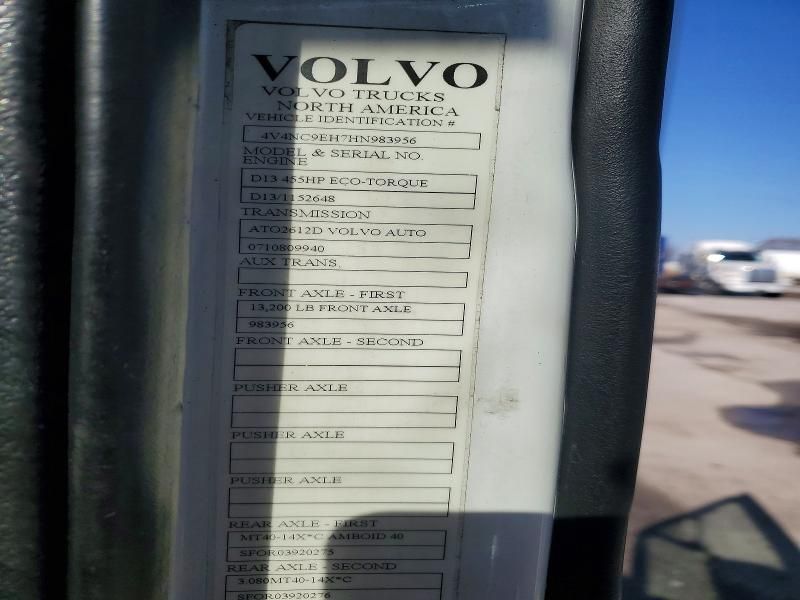 VOLVO
VOLVO TRUCKS
NORTH AMERICA
VEHICLE IDENTIFICATION #
4V4NC9EH7HN983956
MODEL & SERIAL NO.
ENGINE
D13 455HP ECO-TORQUE
D13/1152648
TRANSMISSION
ATO2612D VOLVO AUTO
0710809940
AUX TRANS.
FRONT AXLE - FIRST
13,200 LB FRONT AXLE
983956
FRONT AXLE - SECOND
PUSHER AXLE
PUSHER AXLE
PUSHER AXLE
REAR AXLE - FIRST
MT40-14X*C AMBOID 40
SFOR03920275
REAR AXLE - SECOND
3.080MT40-14X*C
SFOR03920276